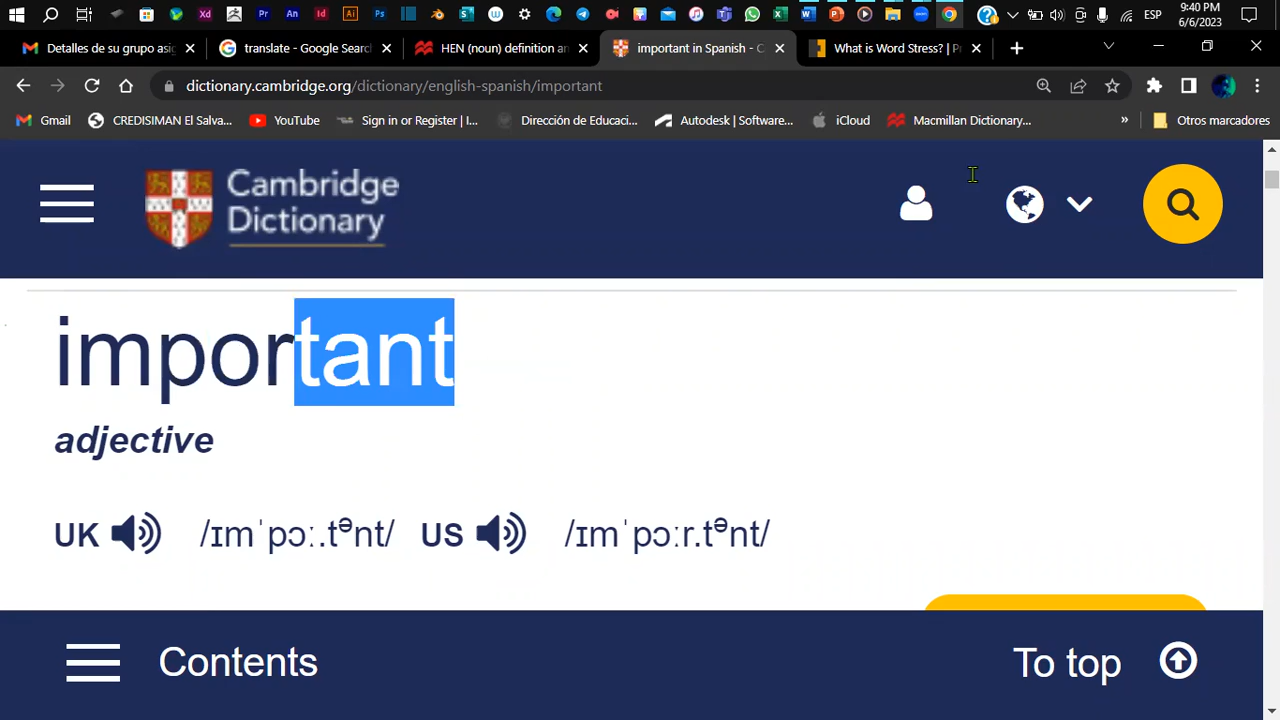 ESP
9:40 PM
6/6/2023
Detalles de su grupo asig
translate - Google Search
HEN (noun) definition an
important in Spanish - C
What is Word Stress? | Pr
dictionary.cambridge.org/dictionary/english-spanish/important
Gmail
CREDISIMAN El Salva...
YouTube
Sign in or Register | I...
Dirección de Educaci...
Autodesk | Software...
iCloud
Macmillan Dictionary...
»
Otros marcadores
Cambridge
Dictionary
important
adjective
UK /ɪmˈpɔː.tᵊnt/ US /ɪmˈpɔːr.tᵊnt/
Contents
To top